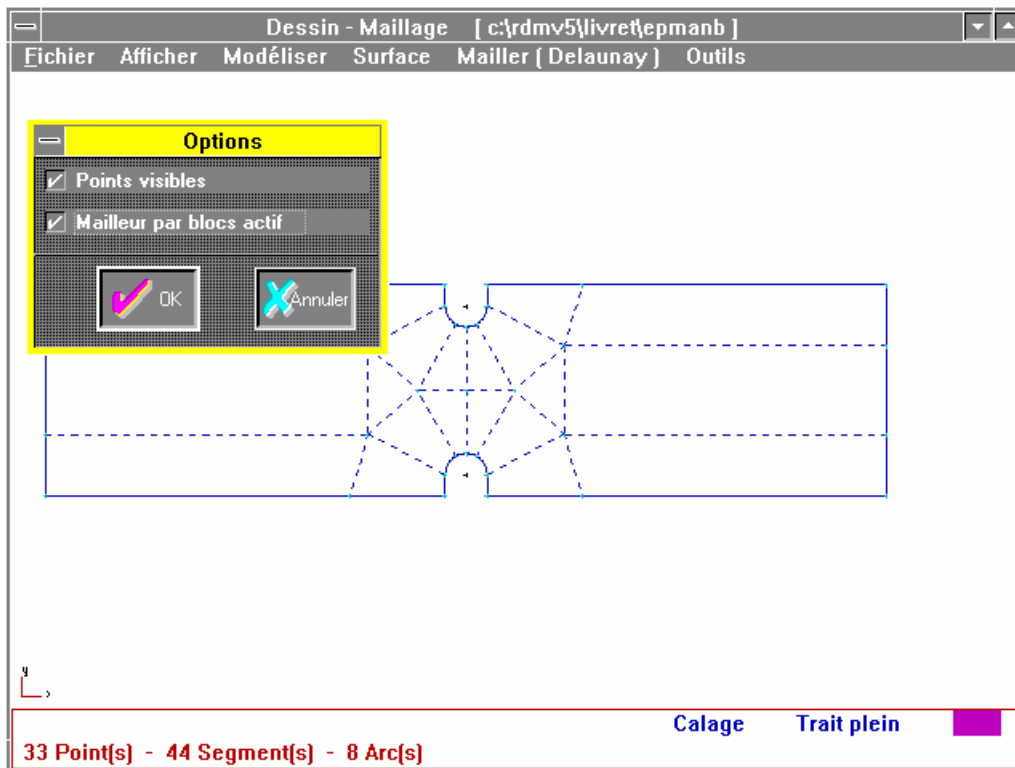 Dessin - Maillage [ c:\rdmv5\livret\epmanb ]
Fichier Afficher Modéliser Surface Mailler ( Delaunay ) Outils
Options
Points visibles
Mailleur par blocs actif
OK Annuler
y
x
Calage Trait plein
33 Point(s) - 44 Segment(s) - 8 Arc(s)